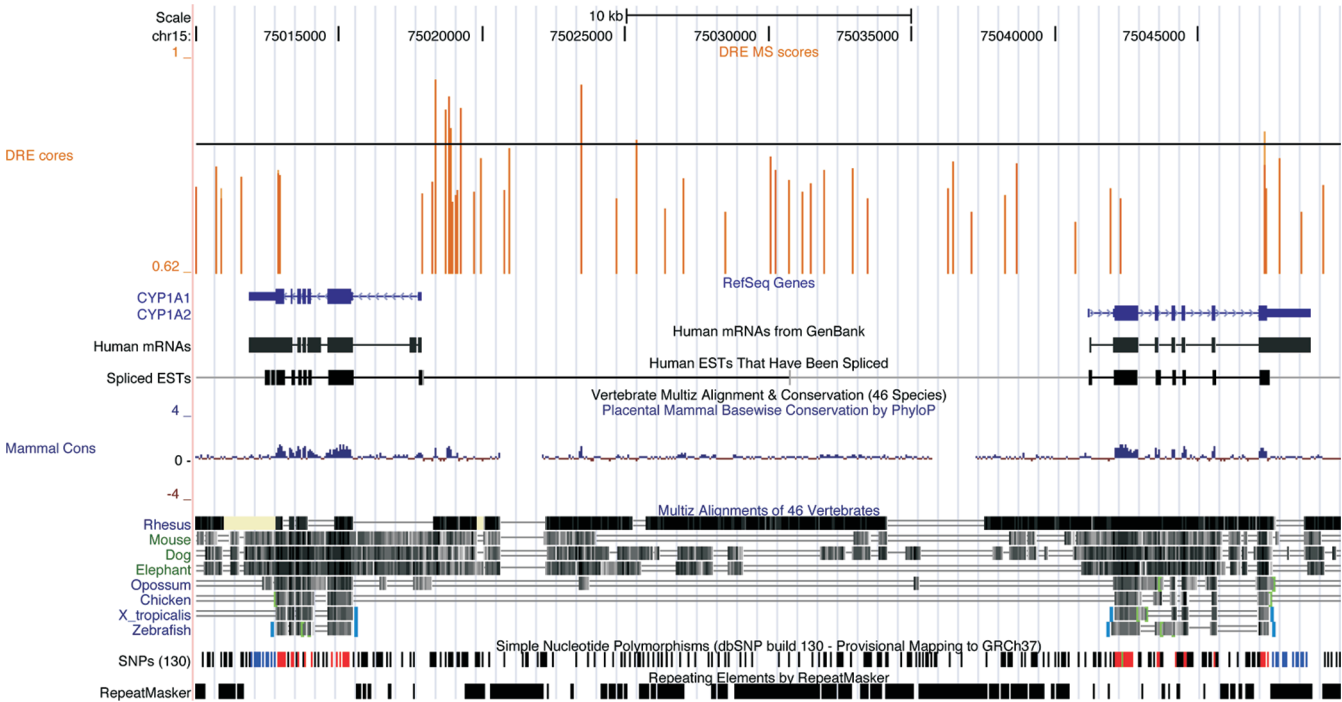 Scale
10 kb
chr15:
75015000
75020000
75025000
75030000
75035000
75040000
75045000
DRE MS scores
1 _
DRE cores
0.62 _
RefSeq Genes
CYP1A1
CYP1A2
Human mRNAs from GenBank
Human mRNAs
Human ESTs That Have Been Spliced
Spliced ESTs
Vertebrate Multiz Alignment & Conservation (46 Species)
Placental Mammal Basewise Conservation by PhyloP
4 _
Mammal Cons
0 -
-4 _
Multiz Alignments of 46 Vertebrates
Rhesus
Mouse
Dog
Elephant
Opossum
Chicken
X_tropicalis
Zebrafish
Simple Nucleotide Polymorphisms (dbSNP build 130 - Provisional Mapping to GRCh37)
SNPs (130)
Repeating Elements by RepeatMasker
RepeatMasker